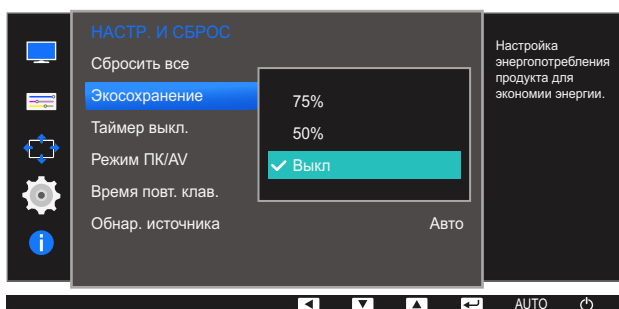 НАСТР. И СБРОС
Сбросить все
Экосохранение
Таймер выкл.
Режим ПК/AV
Время повт. клав.
Обнар. источника
Авто
75%
50%
Выкл
Настройка
энергопотребления
продукта для
экономии энергии.
AUTO